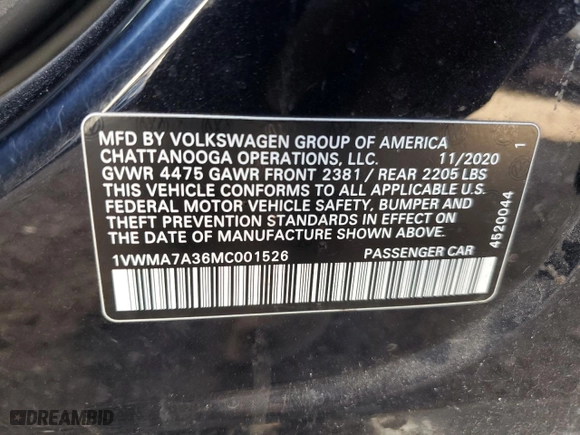 MFD BY VOLKSWAGEN GROUP OF AMERICA
CHATTANOOGA OPERATIONS, LLC. 11/2020
GVWR 4475 GAWR FRONT 2381 / REAR 2205 LBS
THIS VEHICLE CONFORMS TO ALL APPLICABLE U.S.
FEDERAL MOTOR VEHICLE SAFETY, BUMPER AND
THEFT PREVENTION STANDARDS IN EFFECT ON
THE DATE OF MANUFACTURE SHOWN ABOVE.
1VWMA7A36MC001526 PASSENGER CAR
4520044 1
DREAMBID